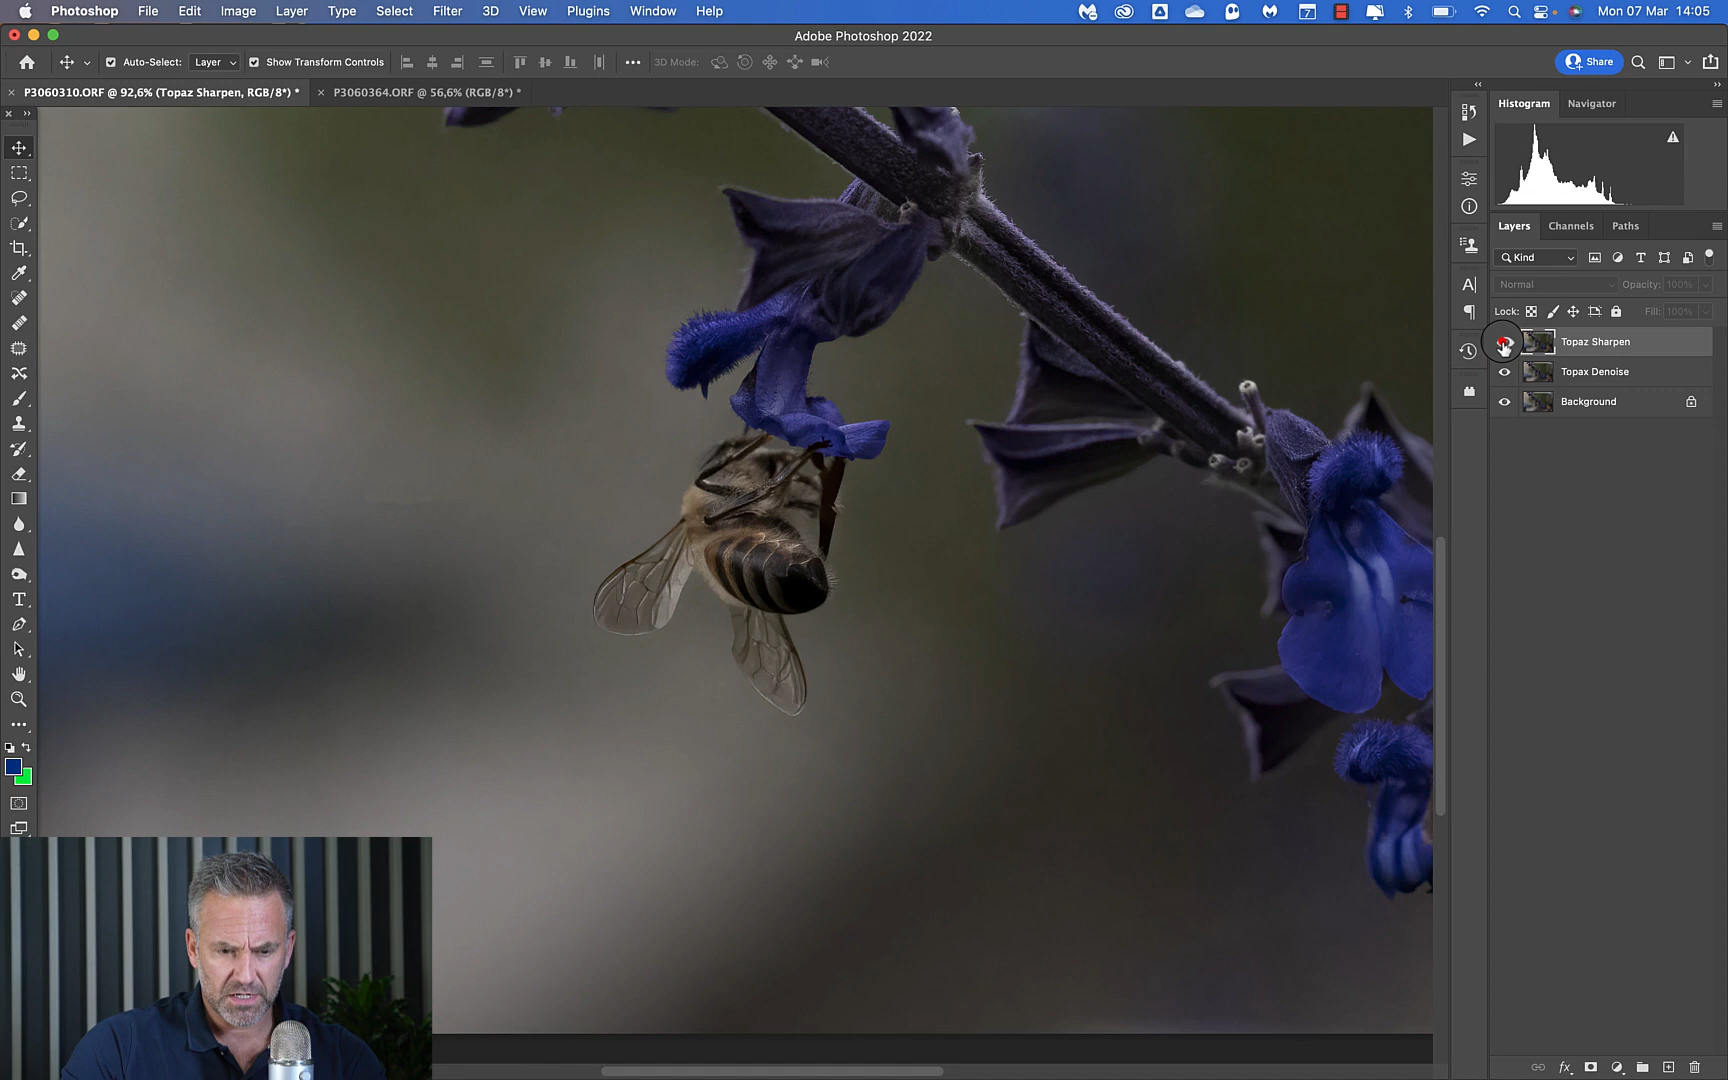 Photoshop File Edit Image Layer Type Select Filter 3D View Plugins Window Help 7 Mon 07 Mar 14:05
Adobe Photoshop 2022
Auto-Select: Layer Show Transform Controls 3D Mode: Share
P3060310.ORF @ 92,6% (Topaz Sharpen, RGB/8*) * P3060364.ORF @ 56,6% (RGB/8*) *
Histogram Navigator
Layers Channels Paths
Kind
Normal Opacity: 100%
Lock: Fill: 100%
Topaz Sharpen
Topax Denoise
Background